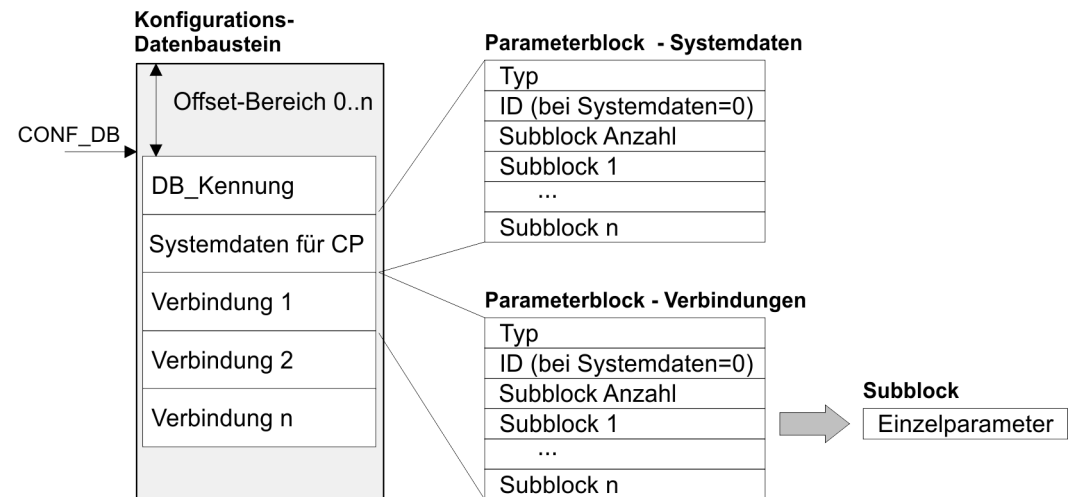 Konfigurations-
Datenbaustein
Offset-Bereich 0..n
CONF_DB
DB_Kennung
Systemdaten für CP
Verbindung 1
Verbindung 2
Verbindung n
Parameterblock - Systemdaten
Typ
ID (bei Systemdaten=0)
Subblock Anzahl
Subblock 1
...
Subblock n
Parameterblock - Verbindungen
Typ
ID (bei Systemdaten=0)
Subblock Anzahl
Subblock 1
...
Subblock n
Subblock
Einzelparameter